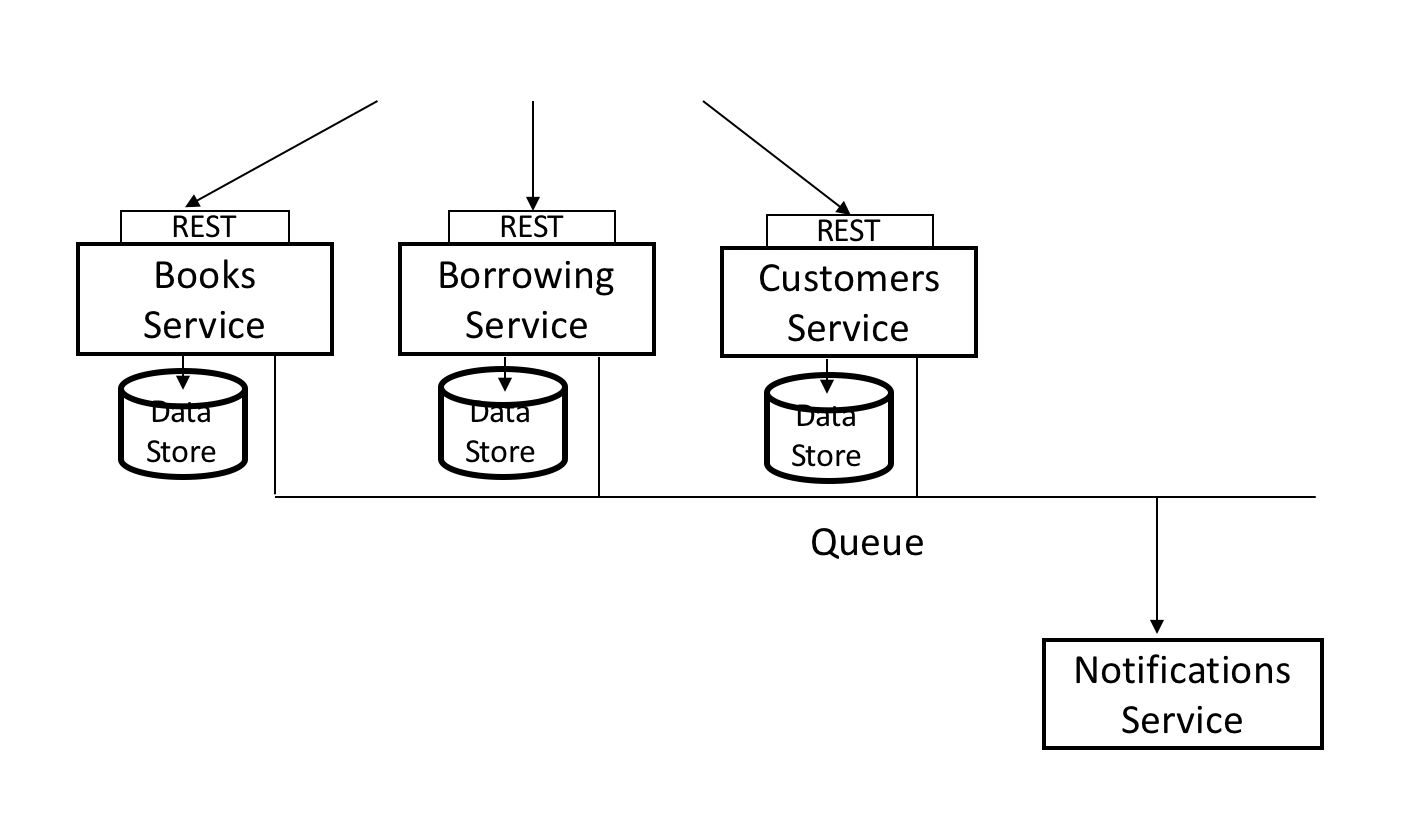 REST
Books
Service
Data
Store
REST
Borrowing
Service
Data
Store
REST
Customers
Service
Data
Store
Queue
Notifications
Service